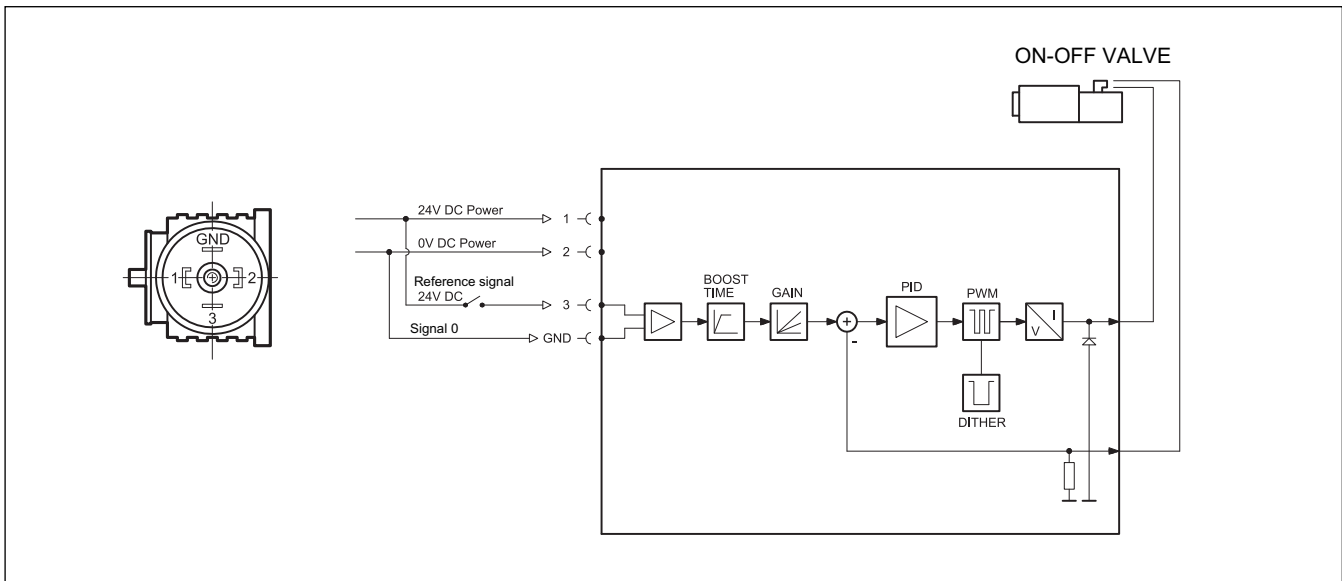 ON-OFF VALVE
GND
1
2
3
24V DC Power
1
0V DC Power
2
Reference signal
24V DC
3
Signal 0
GND
BOOST
TIME
GAIN
PID
PWM
+
-
V
I
DITHER